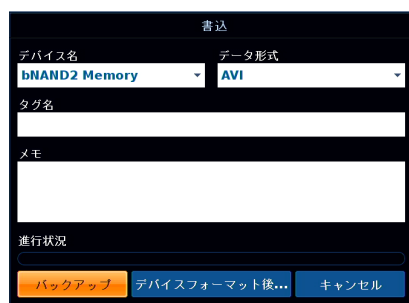 書込
デバイス名 データ形式
bNAND2 Memory AVI
タグ名
メモ
進行状況
バックアップ デバイスフォーマット後... キャンセル